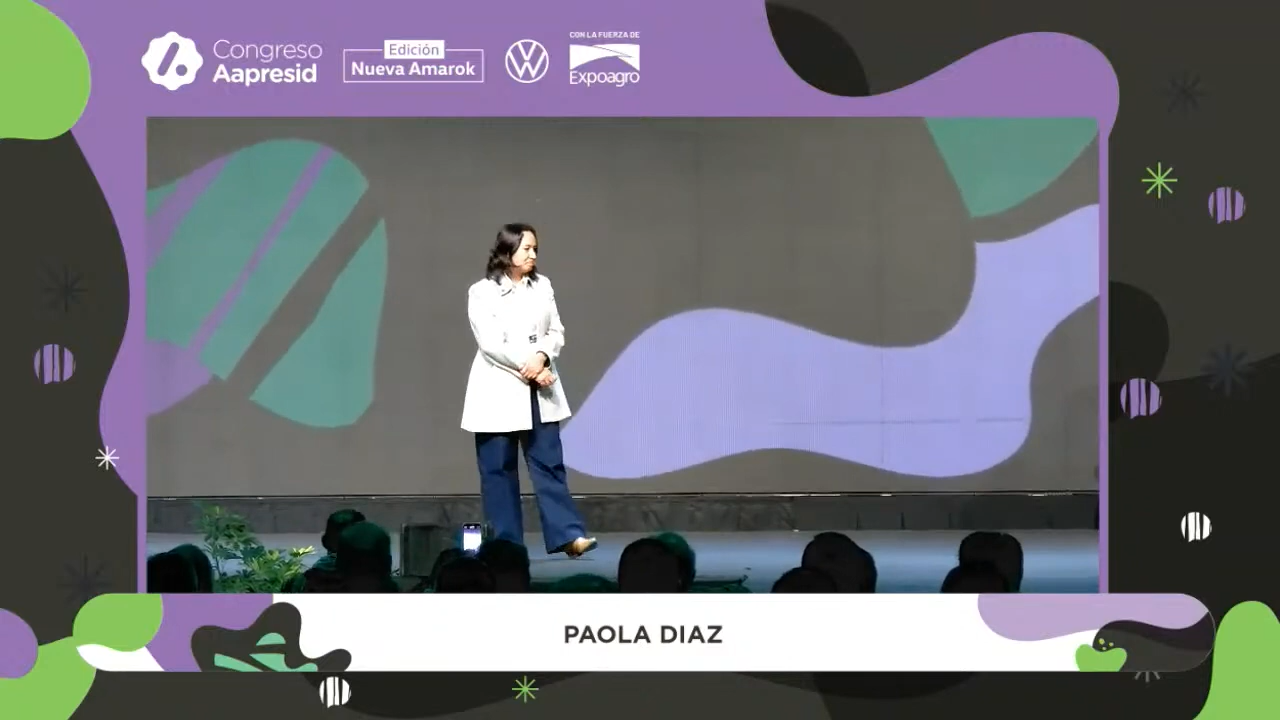 Congreso
Aapresid
Edición
Nueva Amarok
CON LA FUERZA DE
Expoagro
PAOLA DIAZ